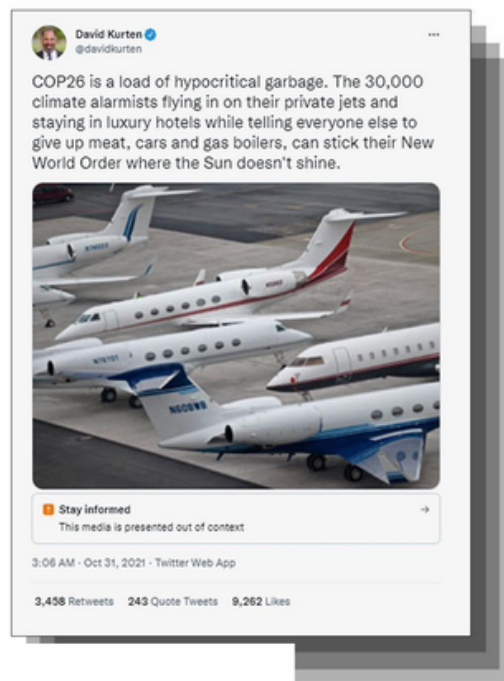 David Kurten
@davidkurten
COP26 is a load of hypocritical garbage. The 30,000
climate alarmists flying in on their private jets and
staying in luxury hotels while telling everyone else to
give up meat, cars and gas boilers, can stick their New
World Order where the Sun doesn't shine.
N608WB
Stay informed
This media is presented out of context
3:06 AM · Oct 31, 2021 · Twitter Web App
3,458 Retweets 243 Quote Tweets 9,262 Likes